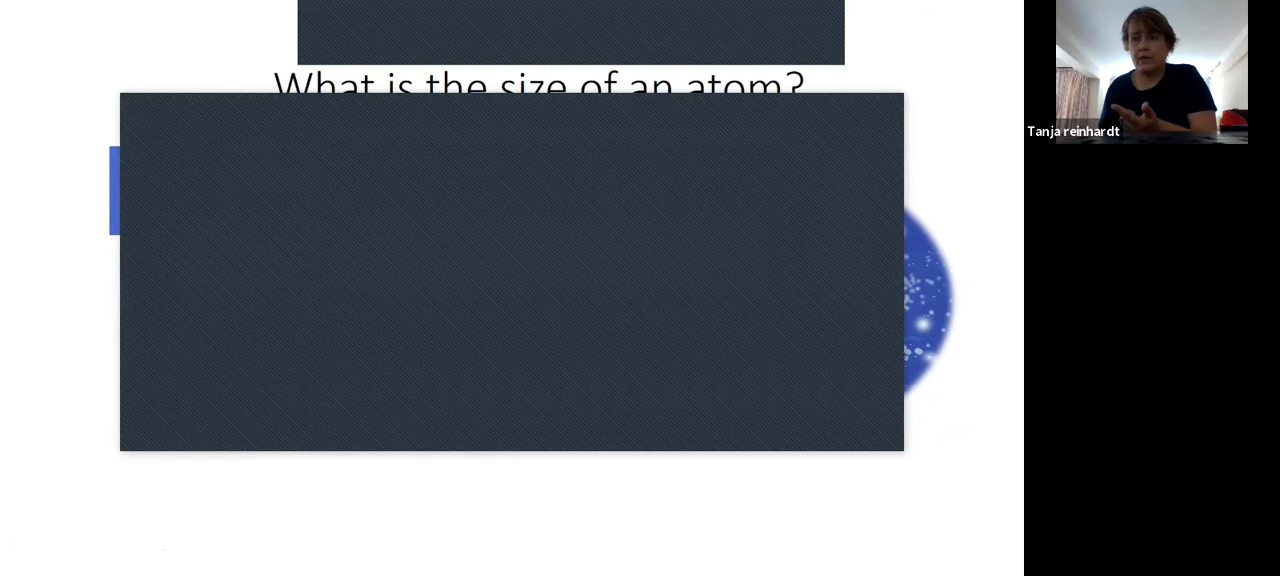 What is the size of an atom?
Tanja reinhardt